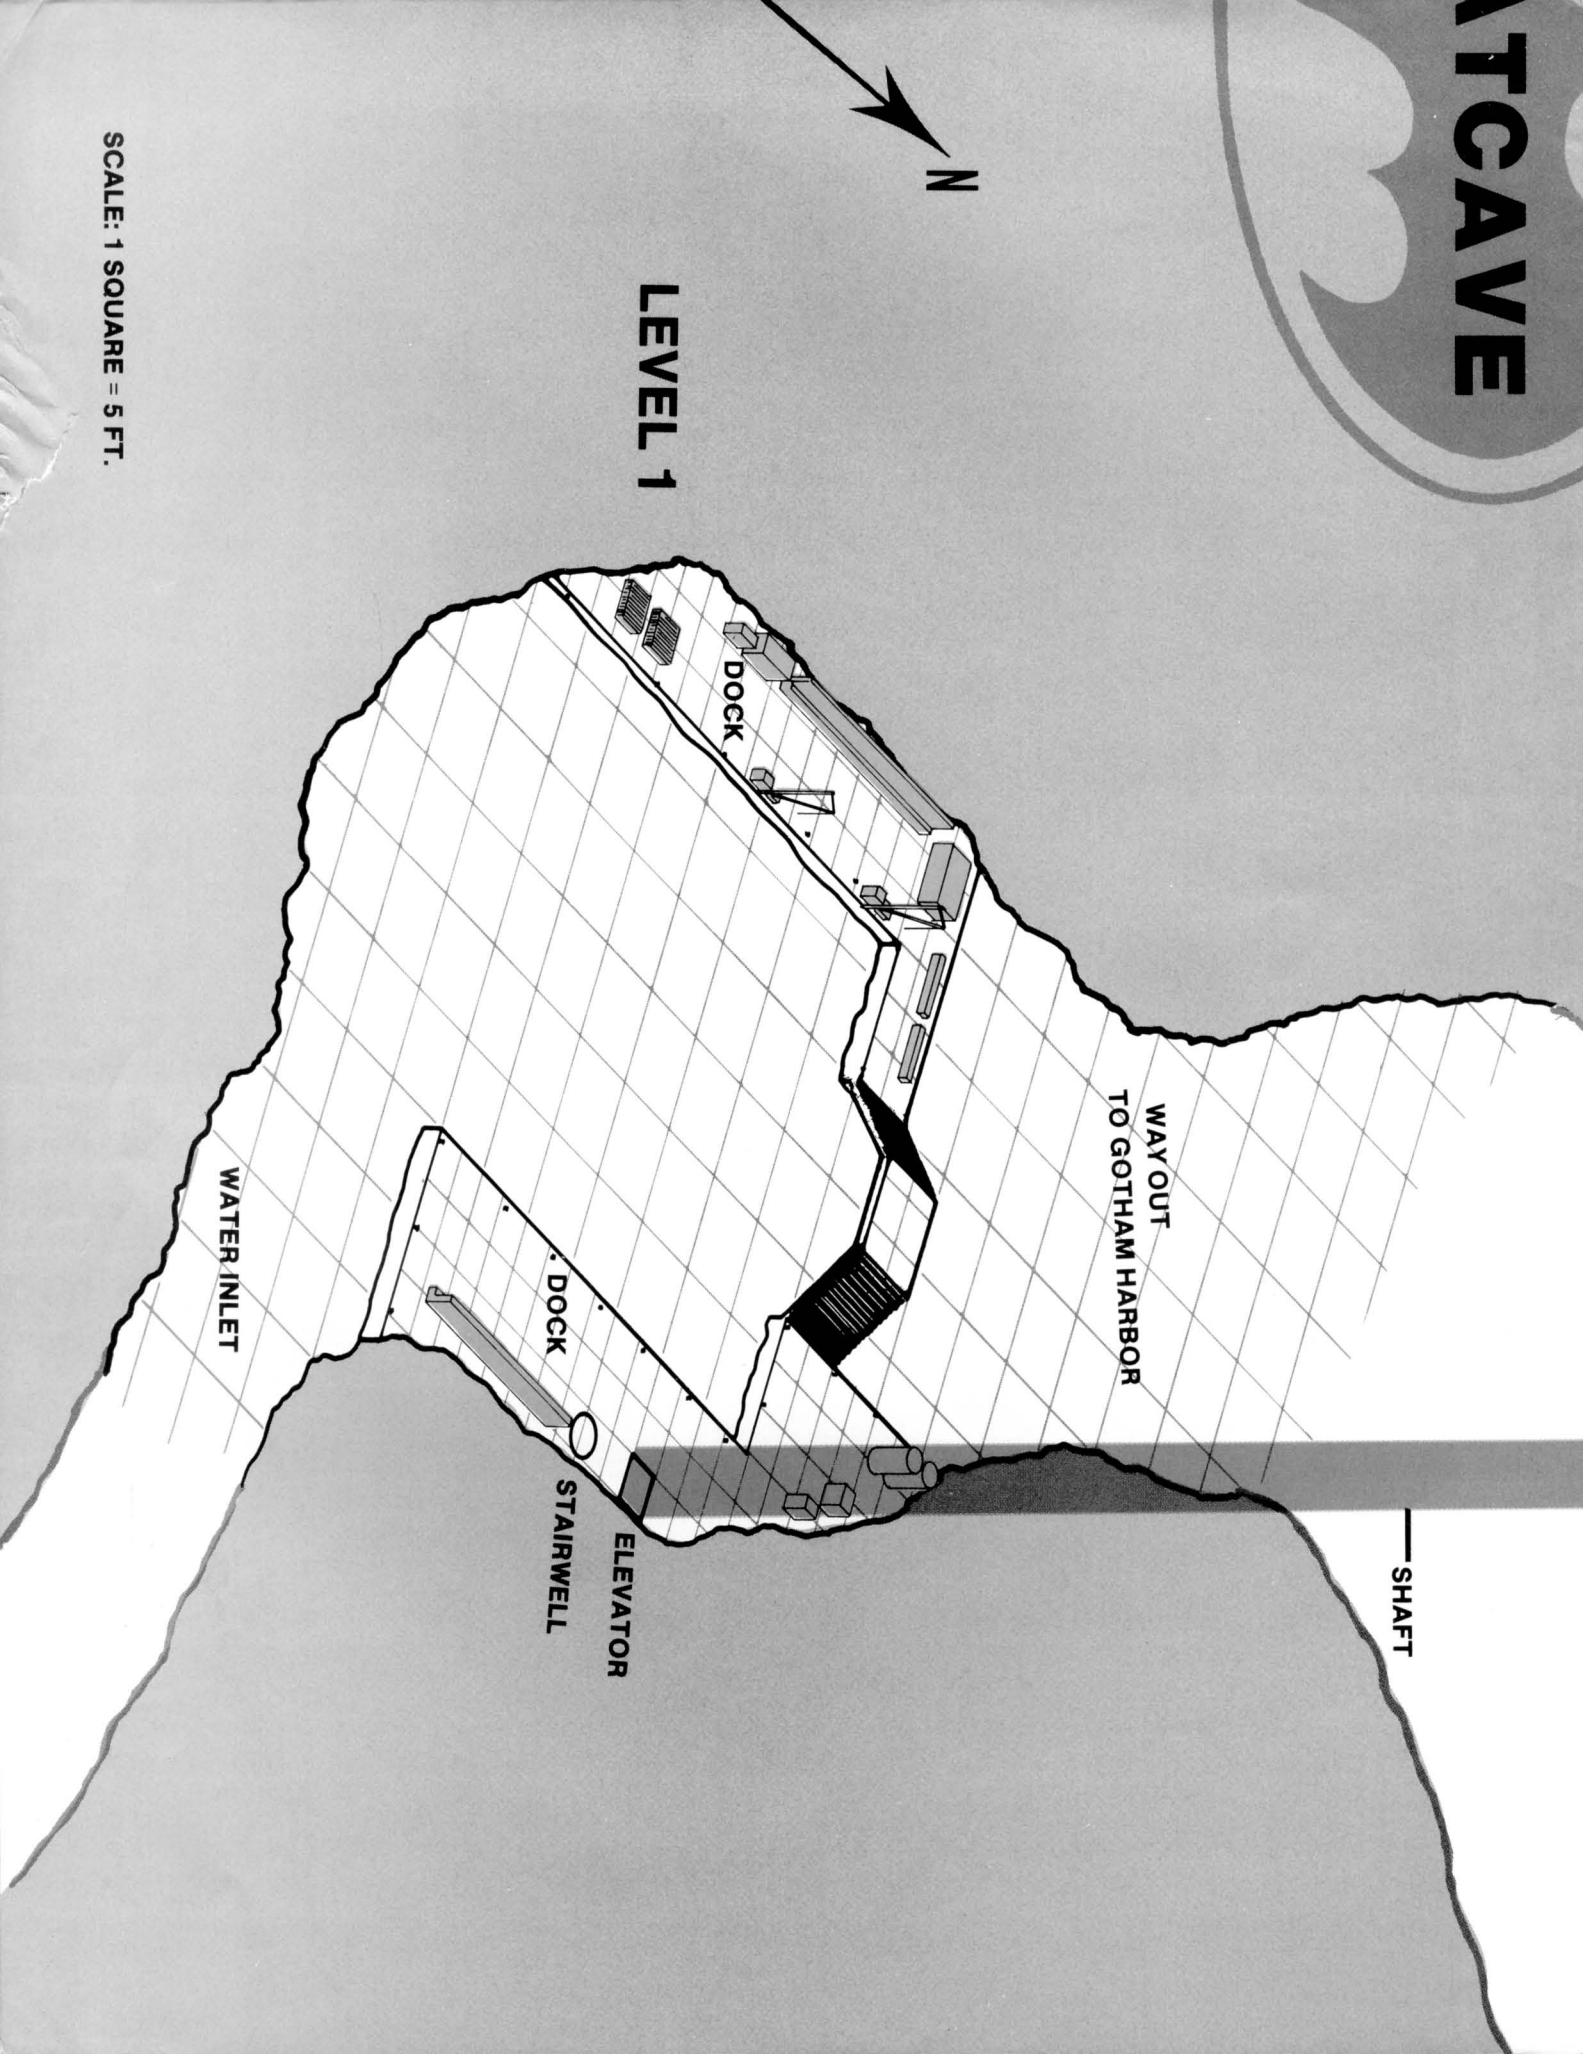 ATCAVE
N
LEVEL 1
SCALE: 1 SQUARE = 5 FT.
DOCK
WAY OUT
TO GOTHAM HARBOR
WATER INLET
DOCK
STAIRWELL
ELEVATOR
SHAFT